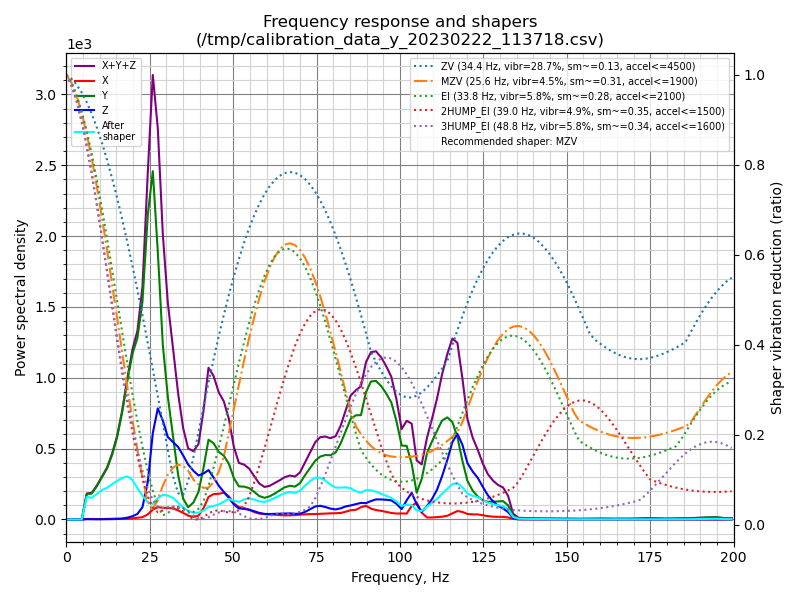 Frequency response and shapers
(/tmp/calibration_data_y_20230222_113718.csv)
1e3
X+Y+Z
X
Y
Z
After
shaper
ZV (34.4 Hz, vibr=28.7%, sm~=0.13, accel<=4500)
MZV (25.6 Hz, vibr=4.5%, sm~=0.31, accel<=1900)
EI (33.8 Hz, vibr=5.8%, sm~=0.28, accel<=2100)
2HUMP_EI (39.0 Hz, vibr=4.9%, sm~=0.35, accel<=1500)
3HUMP_EI (48.8 Hz, vibr=5.8%, sm~=0.34, accel<=1600)
Recommended shaper: MZV
Power spectral density
3.0
2.5
2.0
1.5
1.0
0.5
0.0
1.0
0.8
0.6
0.4
0.2
0.0
Shaper vibration reduction (ratio)
0 25 50 75 100 125 150 175 200
Frequency, Hz